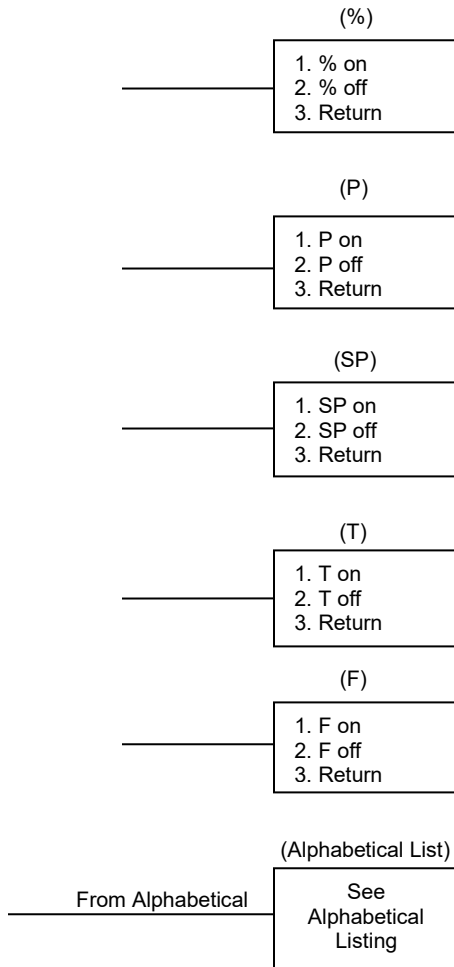 (%)
1. % on
2. % off
3. Return
(P)
1. P on
2. P off
3. Return
(SP)
1. SP on
2. SP off
3. Return
(T)
1. T on
2. T off
3. Return
(F)
1. F on
2. F off
3. Return
(Alphabetical List)
From Alphabetical
See
Alphabetical
Listing